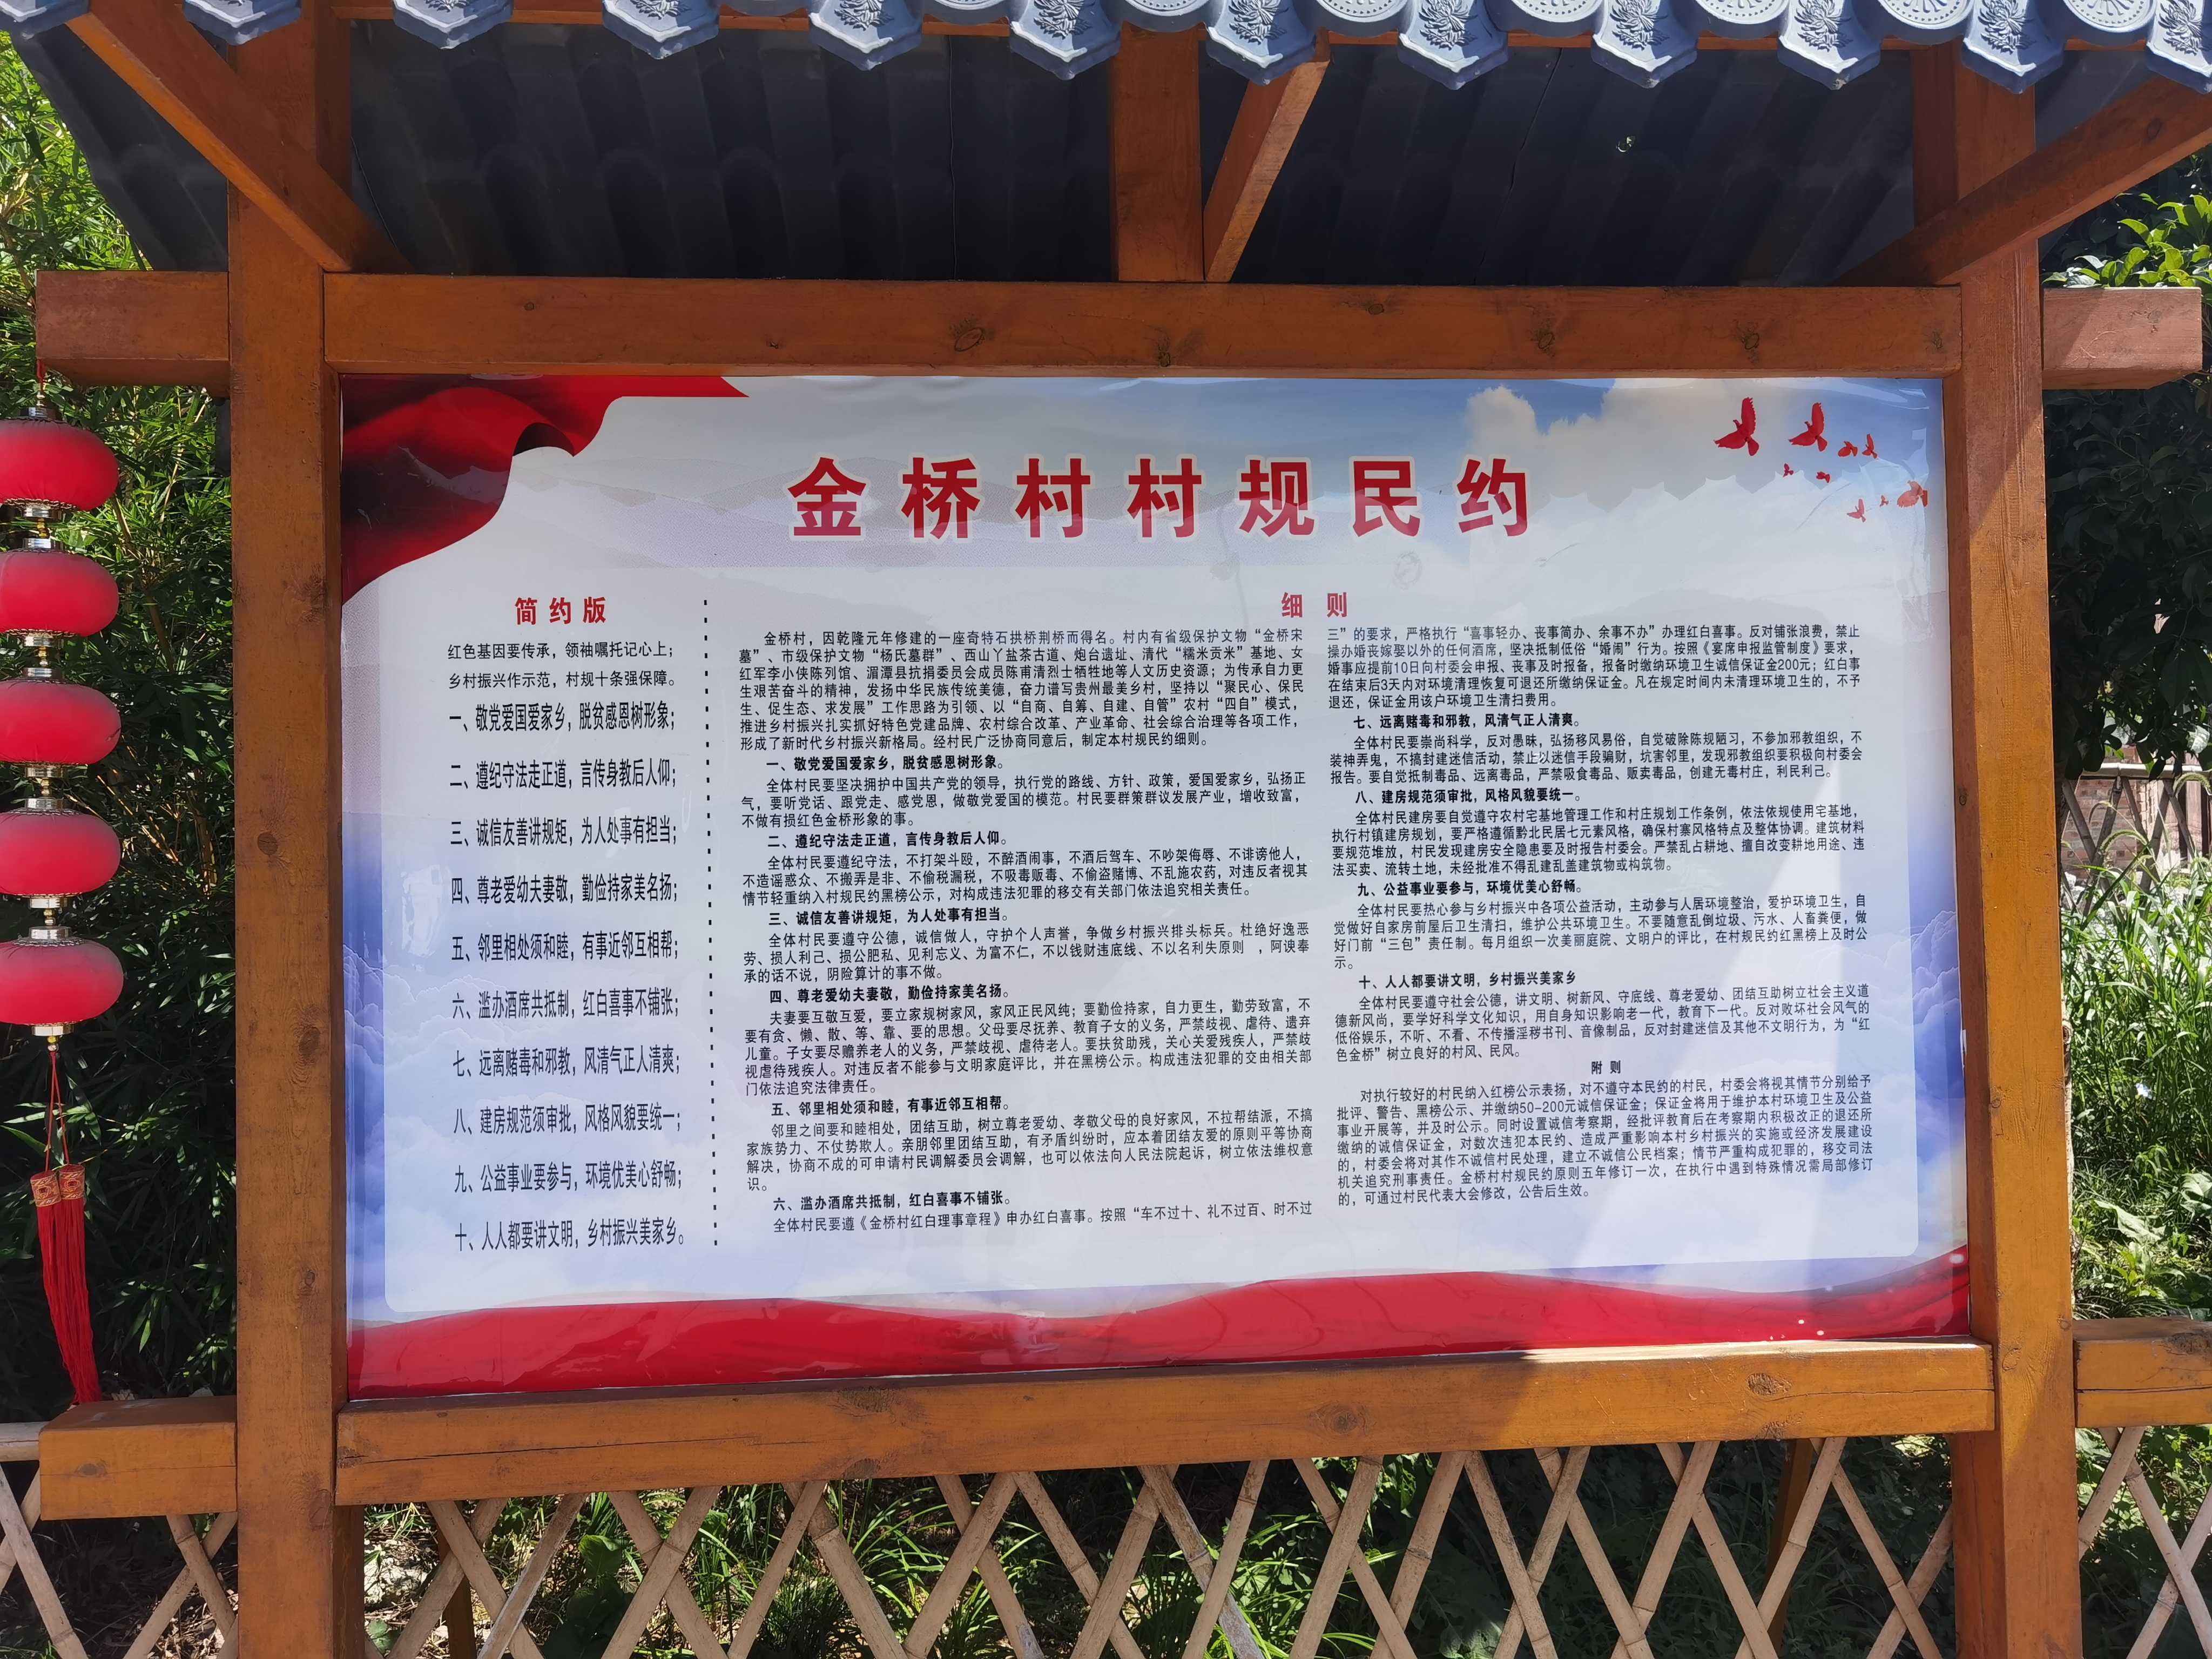 金桥村村规民约
简约版
红色基因要传承，领袖嘱托记心上；
乡村振兴作示范，村规十条强保障。
一、敬党爱国爱家乡，脱贫感恩树形象；
二、遵纪守法走正道，言传身教后人仰；
三、诚信友善讲规矩，为人处事有担当；
四、尊老爱幼夫妻敬，勤俭持家美名扬；
五、邻里相处须和睦，有事近邻互相帮；
六、滥办酒席共抵制，红白喜事不铺张；
七、远离赌毒和邪教，风清气正人清爽；
八、建房规范须审批，风格风貌要统一；
九、公益事业要参与，环境优美心舒畅；
十、人人都要讲文明，乡村振兴美家乡。
细 则
金桥村，因乾隆元年修建的一座奇特石拱桥荆桥而得名。村内有省级保护文物“金桥宋
墓”、市级保护文物“杨氏墓群”、西山丫盐茶古道、炮台遗址、清代“糯米贡米”基地、女
红军李小侠陈列馆、湄潭县抗捐委员会成员陈甫清烈士牺牲地等人文历史资源；为传承自力更
生艰苦奋斗的精神，发扬中华民族传统美德，奋力谱写贵州最美乡村，坚持以“聚民心、保民
生、促生态、求发展”工作思路为引领、以“自商、自筹、自建、自管”农村“四自”模式，
推进乡村振兴扎实抓好特色党建品牌、农村综合改革、产业革命、社会综合治理等各项工作，
形成了新时代乡村振兴新格局。经村民广泛协商同意后，制定本村规民约细则。
一、敬党爱国爱家乡，脱贫感恩树形象。
全体村民要坚决拥护中国共产党的领导，执行党的路线、方针、政策，爱国爱家乡，弘扬正
气，要听党话、跟党走、感党恩，做敬党爱国的模范。村民要群策群议发展产业，增收致富，
不做有损红色金桥形象的事。
二、遵纪守法走正道，言传身教后人仰。
全体村民要遵纪守法，不打架斗殴，不醉酒闹事，不酒后驾车、不吵架侮辱、不诽谤他人，
不造谣惑众、不搬弄是非、不偷税漏税，不吸毒贩毒、不偷盗赌博、不乱施农药，对违反者视其
情节轻重纳入村规民约黑榜公示，对构成违法犯罪的移交有关部门依法追究相关责任。
三、诚信友善讲规矩，为人处事有担当。
全体村民要遵守公德，诚信做人，守护个人声誉，争做乡村振兴排头标兵。杜绝好逸恶
劳、损人利己、损公肥私、见利忘义、为富不仁，不以钱财违底线、不以名利失原则 ，阿谀奉
承的话不说，阴险算计的事不做。
四、尊老爱幼夫妻敬，勤俭持家美名扬。
夫妻要互敬互爱，要立家规树家风，家风正民风纯；要勤俭持家，自力更生，勤劳致富，不
要有贪、懒、散、等、靠、要的思想。父母要尽抚养、教育子女的义务，严禁歧视、虐待、遗弃
儿童。子女要尽赡养老人的义务，严禁歧视、虐待老人。要扶贫助残，关心关爱残疾人，严禁歧
视虐待残疾人。对违反者不能参与文明家庭评比，并在黑榜公示。构成违法犯罪的交由相关部
门依法追究法律责任。
五、邻里相处须和睦，有事近邻互相帮。
邻里之间要和睦相处，团结互助，树立尊老爱幼、孝敬父母的良好家风，不拉帮结派，不搞
家族势力、不仗势欺人。亲朋邻里团结互助，有矛盾纠纷时，应本着团结友爱的原则平等协商
解决，协商不成的可申请村民调解委员会调解，也可以依法向人民法院起诉，树立依法维权意
识。
六、滥办酒席共抵制，红白喜事不铺张。
全体村民要遵《金桥村红白理事章程》申办红白喜事。按照“车不过十、礼不过百、时不过
三”的要求，严格执行“喜事轻办、丧事简办、余事不办”办理红白喜事。反对铺张浪费，禁止
操办婚丧嫁娶以外的任何酒席，坚决抵制低俗“婚闹”行为。按照《宴席申报监管制度》要求，
婚事应提前10日向村委会申报、丧事及时报备，报备时缴纳环境卫生诚信保证金200元；红白事
在结束后3天内对环境清理恢复可退还所缴纳保证金。凡在规定时间内未清理环境卫生的，不予
退还，保证金用该户环境卫生清扫费用。
七、远离赌毒和邪教，风清气正人清爽。
全体村民要崇尚科学，反对愚昧，弘扬移风易俗，自觉破除陈规陋习，不参加邪教组织，不
装神弄鬼，不搞封建迷信活动，禁止以迷信手段骗财，坑害邻里，发现邪教组织要积极向村委会
报告。要自觉抵制毒品、远离毒品，严禁吸食毒品、贩卖毒品，创建无毒村庄，利民利己。
八、建房规范须审批，风格风貌要统一。
全体村民建房要自觉遵守农村宅基地管理工作和村庄规划工作条例，依法依规使用宅基地，
执行村镇建房规划，要严格遵循黔北民居七元素风格，确保村寨风格特点及整体协调。建筑材料
要规范堆放，村民发现建房安全隐患要及时报告村委会。严禁乱占耕地、擅自改变耕地用途、违
法买卖、流转土地，未经批准不得乱建乱盖建筑物或构筑物。
九、公益事业要参与，环境优美心舒畅。
全体村民要热心参与乡村振兴中各项公益活动，主动参与人居环境整治，爱护环境卫生，自
觉做好自家房前屋后卫生清扫，维护公共环境卫生。不要随意乱倒垃圾、污水、人畜粪便，做
好门前“三包”责任制。每月组织一次美丽庭院、文明户的评比，在村规民约红黑榜上及时公
示。
十、人人都要讲文明，乡村振兴美家乡
全体村民要遵守社会公德，讲文明、树新风、守底线、尊老爱幼、团结互助树立社会主义道
德新风尚，要学好科学文化知识，用自身知识影响老一代，教育下一代。反对败坏社会风气的
低俗娱乐，不听、不看、不传播淫秽书刊、音像制品，反对封建迷信及其他不文明行为，为“红
色金桥”树立良好的村风、民风。
附 则
对执行较好的村民纳入红榜公示表扬，对不遵守本民约的村民，村委会将视其情节分别给予
批评、警告、黑榜公示、并缴纳50-200元诚信保证金；保证金将用于维护本村环境卫生及公益
事业开展等，并及时公示。同时设置诚信考察期，经批评教育后在考察期内积极改正的退还所
缴纳的诚信保证金，对数次违犯本民约、造成严重影响本村乡村振兴的实施或经济发展建设
的，村委会将对其作不诚信村民处理，建立不诚信公民档案；情节严重构成犯罪的，移交司法
机关追究刑事责任。金桥村村规民约原则五年修订一次，在执行中遇到特殊情况需局部修订
的，可通过村民代表大会修改，公告后生效。